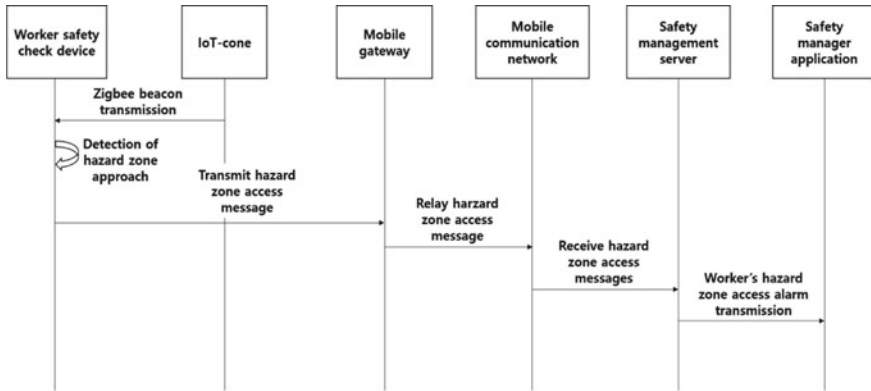 Worker safety
check device
IoT-cone
Mobile
gateway
Mobile
communication
network
Safety
management
server
Safety
manager
application
Zigbee beacon
transmission
Detection of
hazard zone
approach
Transmit hazard
zone access
message
Relay harzard
zone access
message
Receive hazard
zone access
messages
Worker's hazard
zone access alarm
transmission